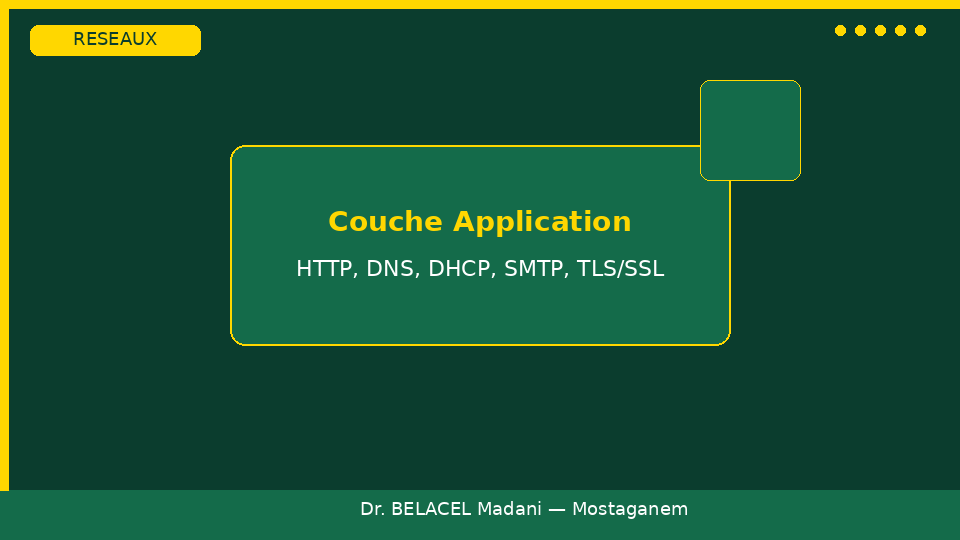 RESEAUX
Couche Application
HTTP, DNS, DHCP, SMTP, TLS/SSL
Dr. BELACEL Madani — Mostaganem